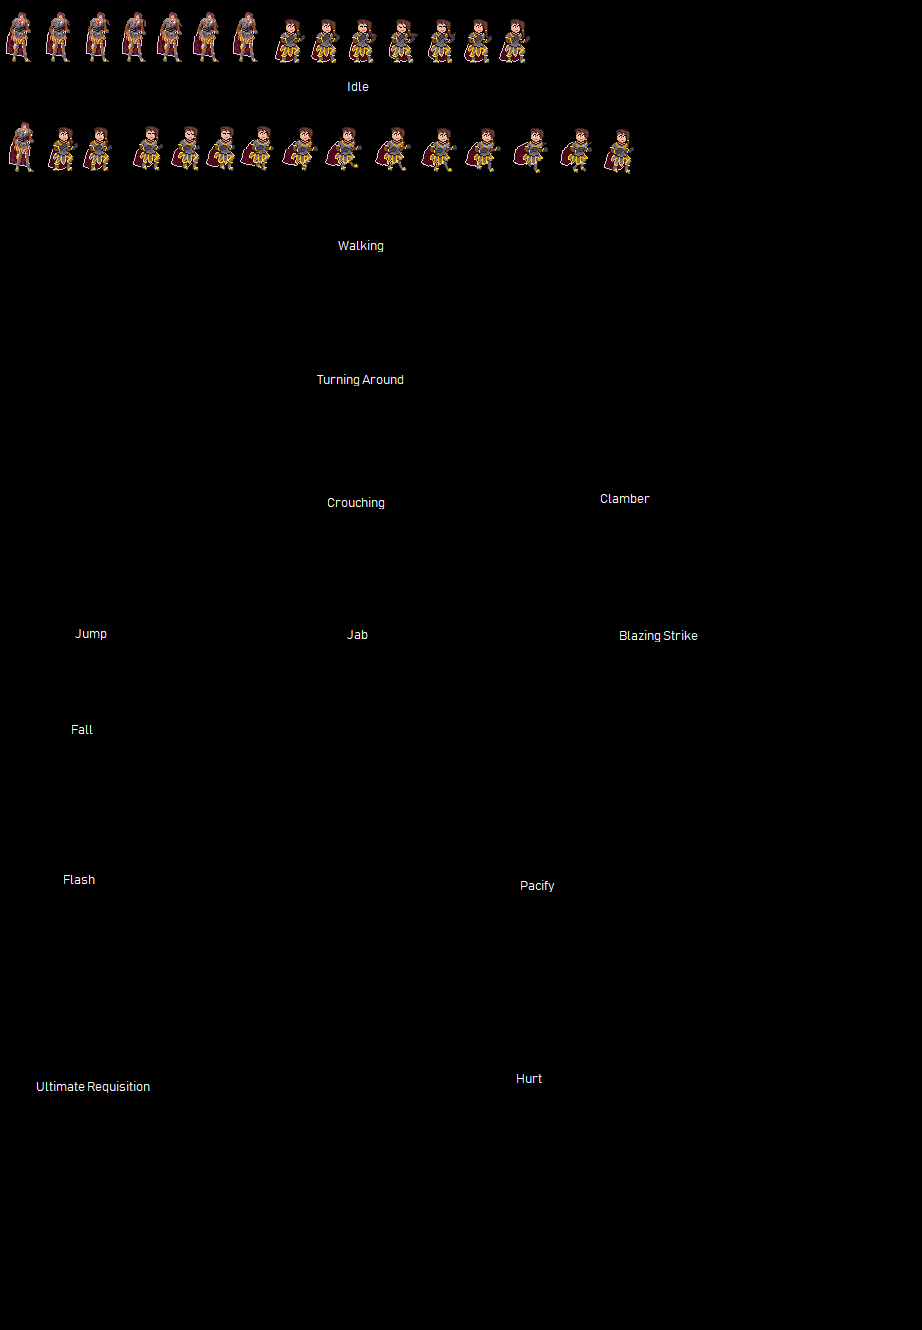 Idle
Walking
Turning Around
Crouching
Clamber
Jump
Jab
Blazing Strike
Fall
Flash
Pacify
Ultimate Requisition
Hurt